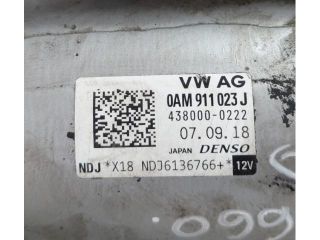 VW AG
0AM 911 023 J
438000-0222
07.09.18
JAPAN DENSO
NDJ *X18 NDJ6136766+* 12V